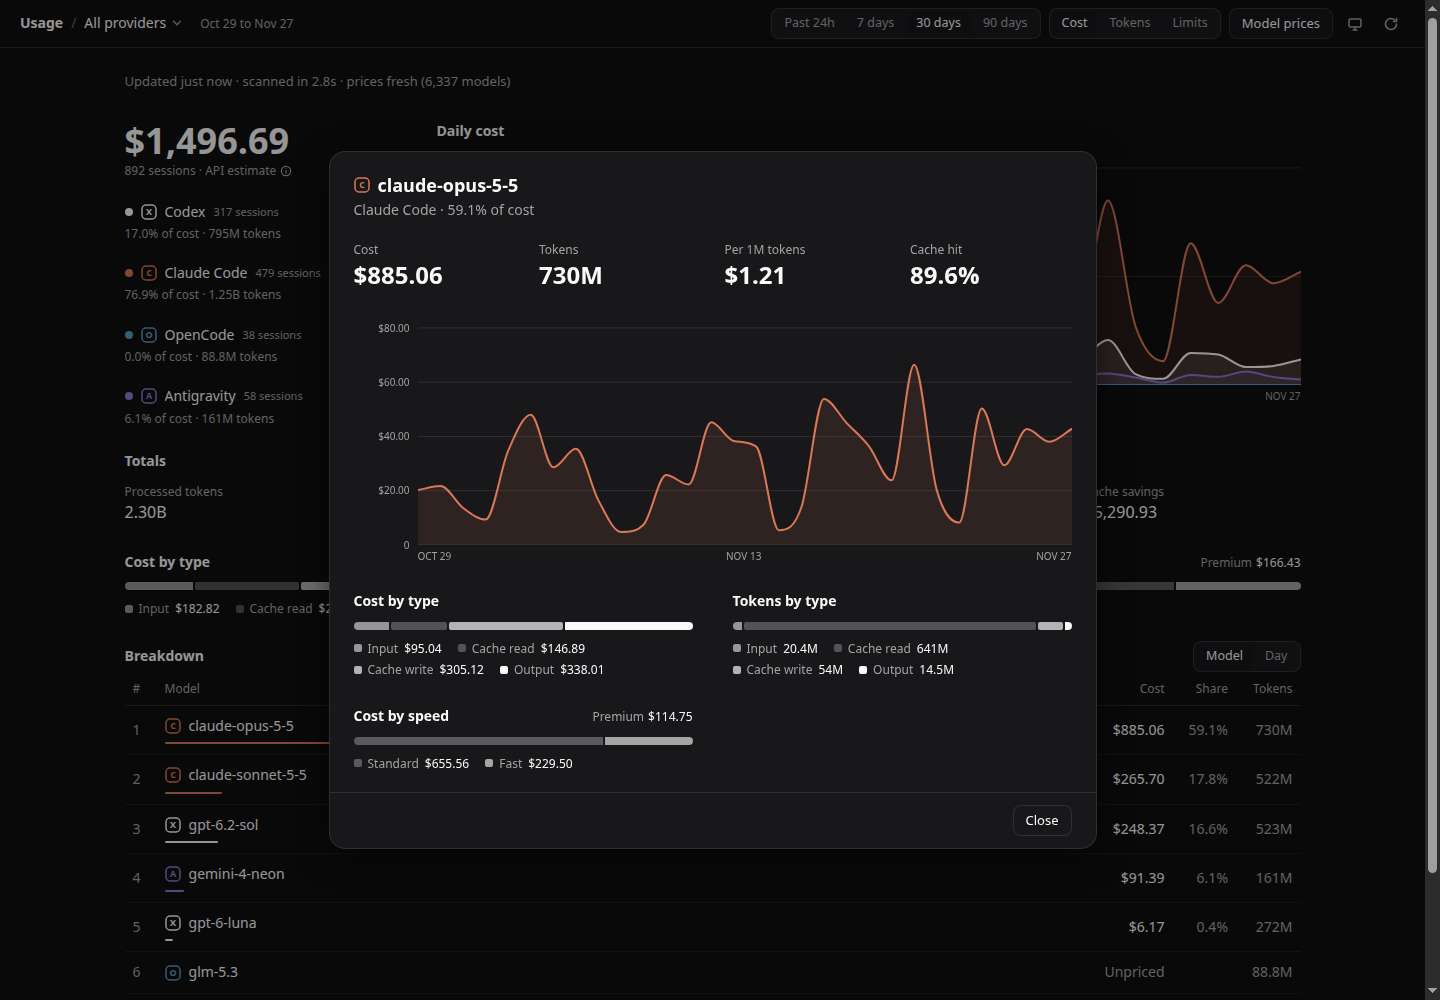 Usage / All providers Oct 29 to Nov 27 Past 24h 7 days 30 days 90 days Cost Tokens Limits Model prices
Updated just now · scanned in 2.8s · prices fresh (6,337 models)
$1,496.69
892 sessions · API estimate
Daily cost
X Codex 317 sessions
17.0% of cost · 795M tokens
C Claude Code 479 sessions
76.9% of cost · 1.25B tokens
O OpenCode 38 sessions
0.0% of cost · 88.8M tokens
A Antigravity 58 sessions
6.1% of cost · 161M tokens
NOV 27
Totals
Processed tokens
2.30B
che savings
5,290.93
Cost by type
Premium $166.43
Input $182.82 Cache read $2
Breakdown
Model Day
# Model Cost Share Tokens
1 C claude-opus-5-5 $885.06 59.1% 730M
2 C claude-sonnet-5-5 $265.70 17.8% 522M
3 X gpt-6.2-sol $248.37 16.6% 523M
4 A gemini-4-neon $91.39 6.1% 161M
5 X gpt-6-luna $6.17 0.4% 272M
6 O glm-5.3 Unpriced 88.8M
C claude-opus-5-5
Claude Code · 59.1% of cost
Cost Tokens Per 1M tokens Cache hit
$885.06 730M $1.21 89.6%
$80.00
$60.00
$40.00
$20.00
0
OCT 29 NOV 13 NOV 27
Cost by type
Input $95.04 Cache read $146.89
Cache write $305.12 Output $338.01
Tokens by type
Input 20.4M Cache read 641M
Cache write 54M Output 14.5M
Cost by speed Premium $114.75
Standard $655.56 Fast $229.50
Close